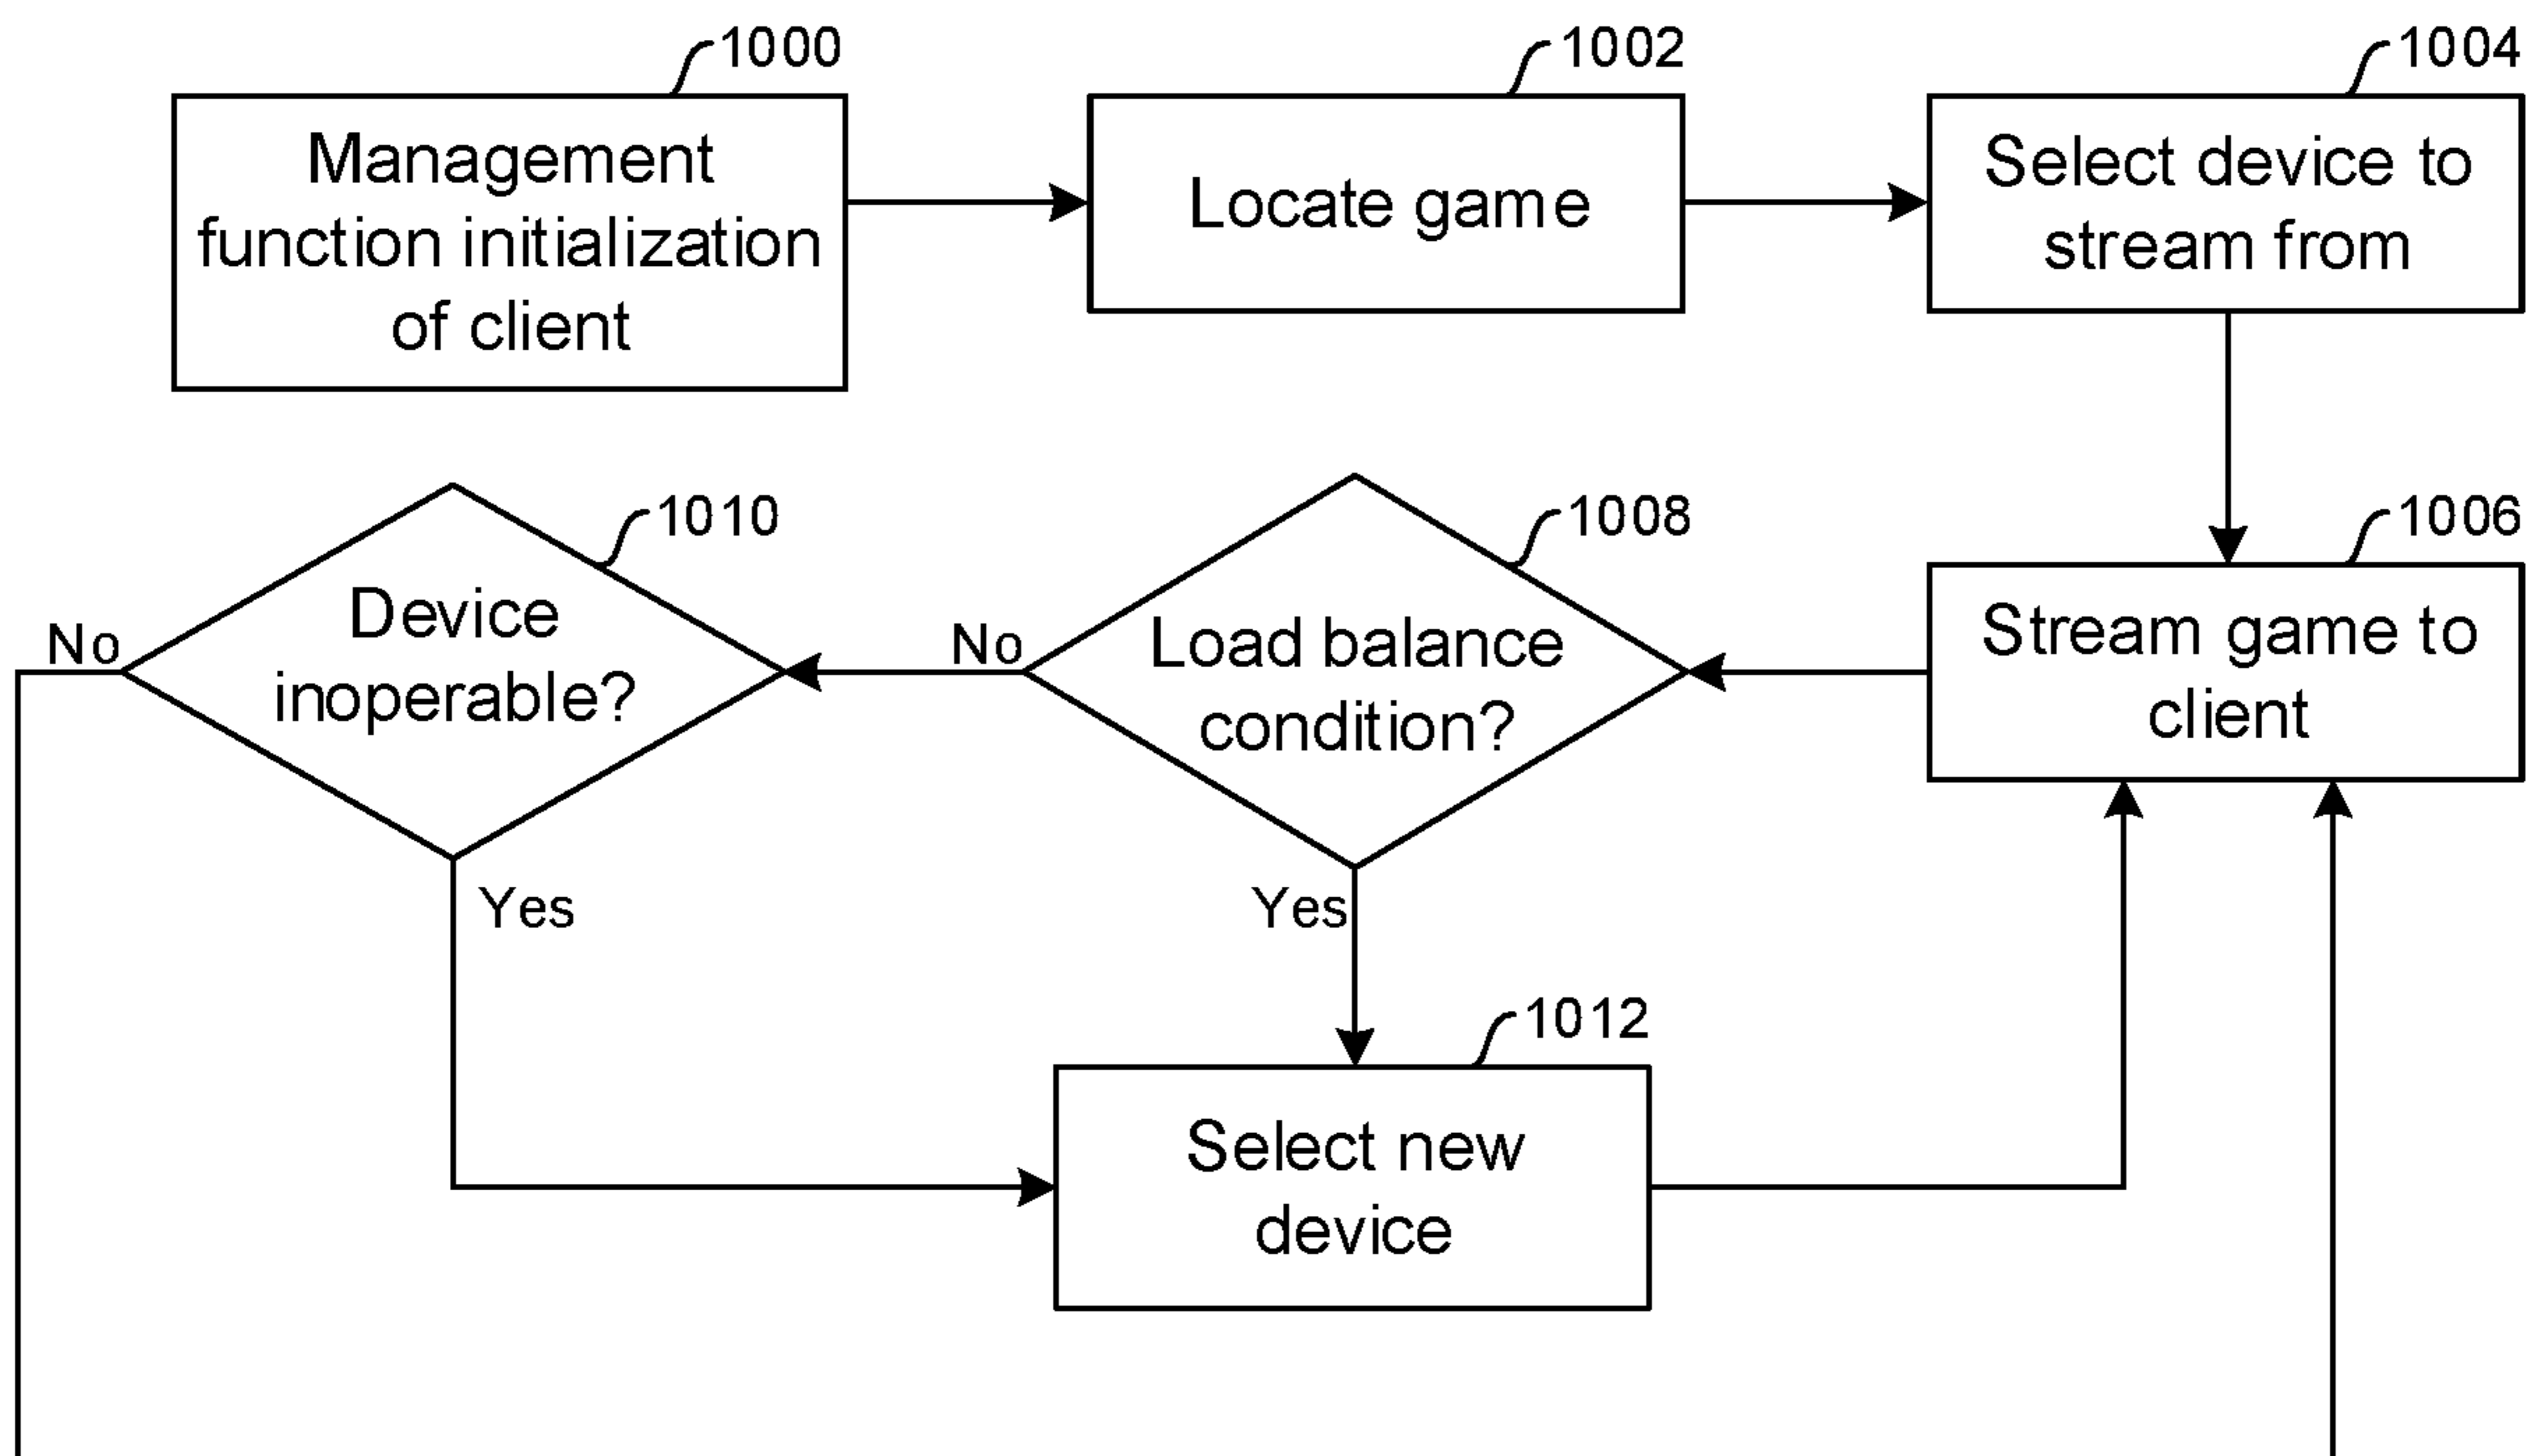 1000
Management
function initialization
of client
1002
Locate game
1004
Select device to
stream from
1010
Device
inoperable?
No
Yes
1008
Load balance
condition?
No
Yes
1006
Stream game to
client
1012
Select new
device